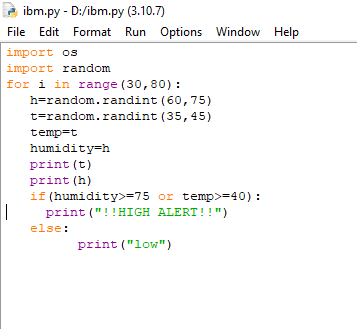 ibm.py - D:/ibm.py (3.10.7)
File Edit Format Run Options Window Help
import os
import random
for i in range(30,80):
   h=random.randint(60,75)
   t=random.randint(35,45)
   temp=t
   humidity=h
   print(t)
   print(h)
   if(humidity>=75 or temp>=40):
     print("!!HIGH ALERT!!")
   else:
         print("low")